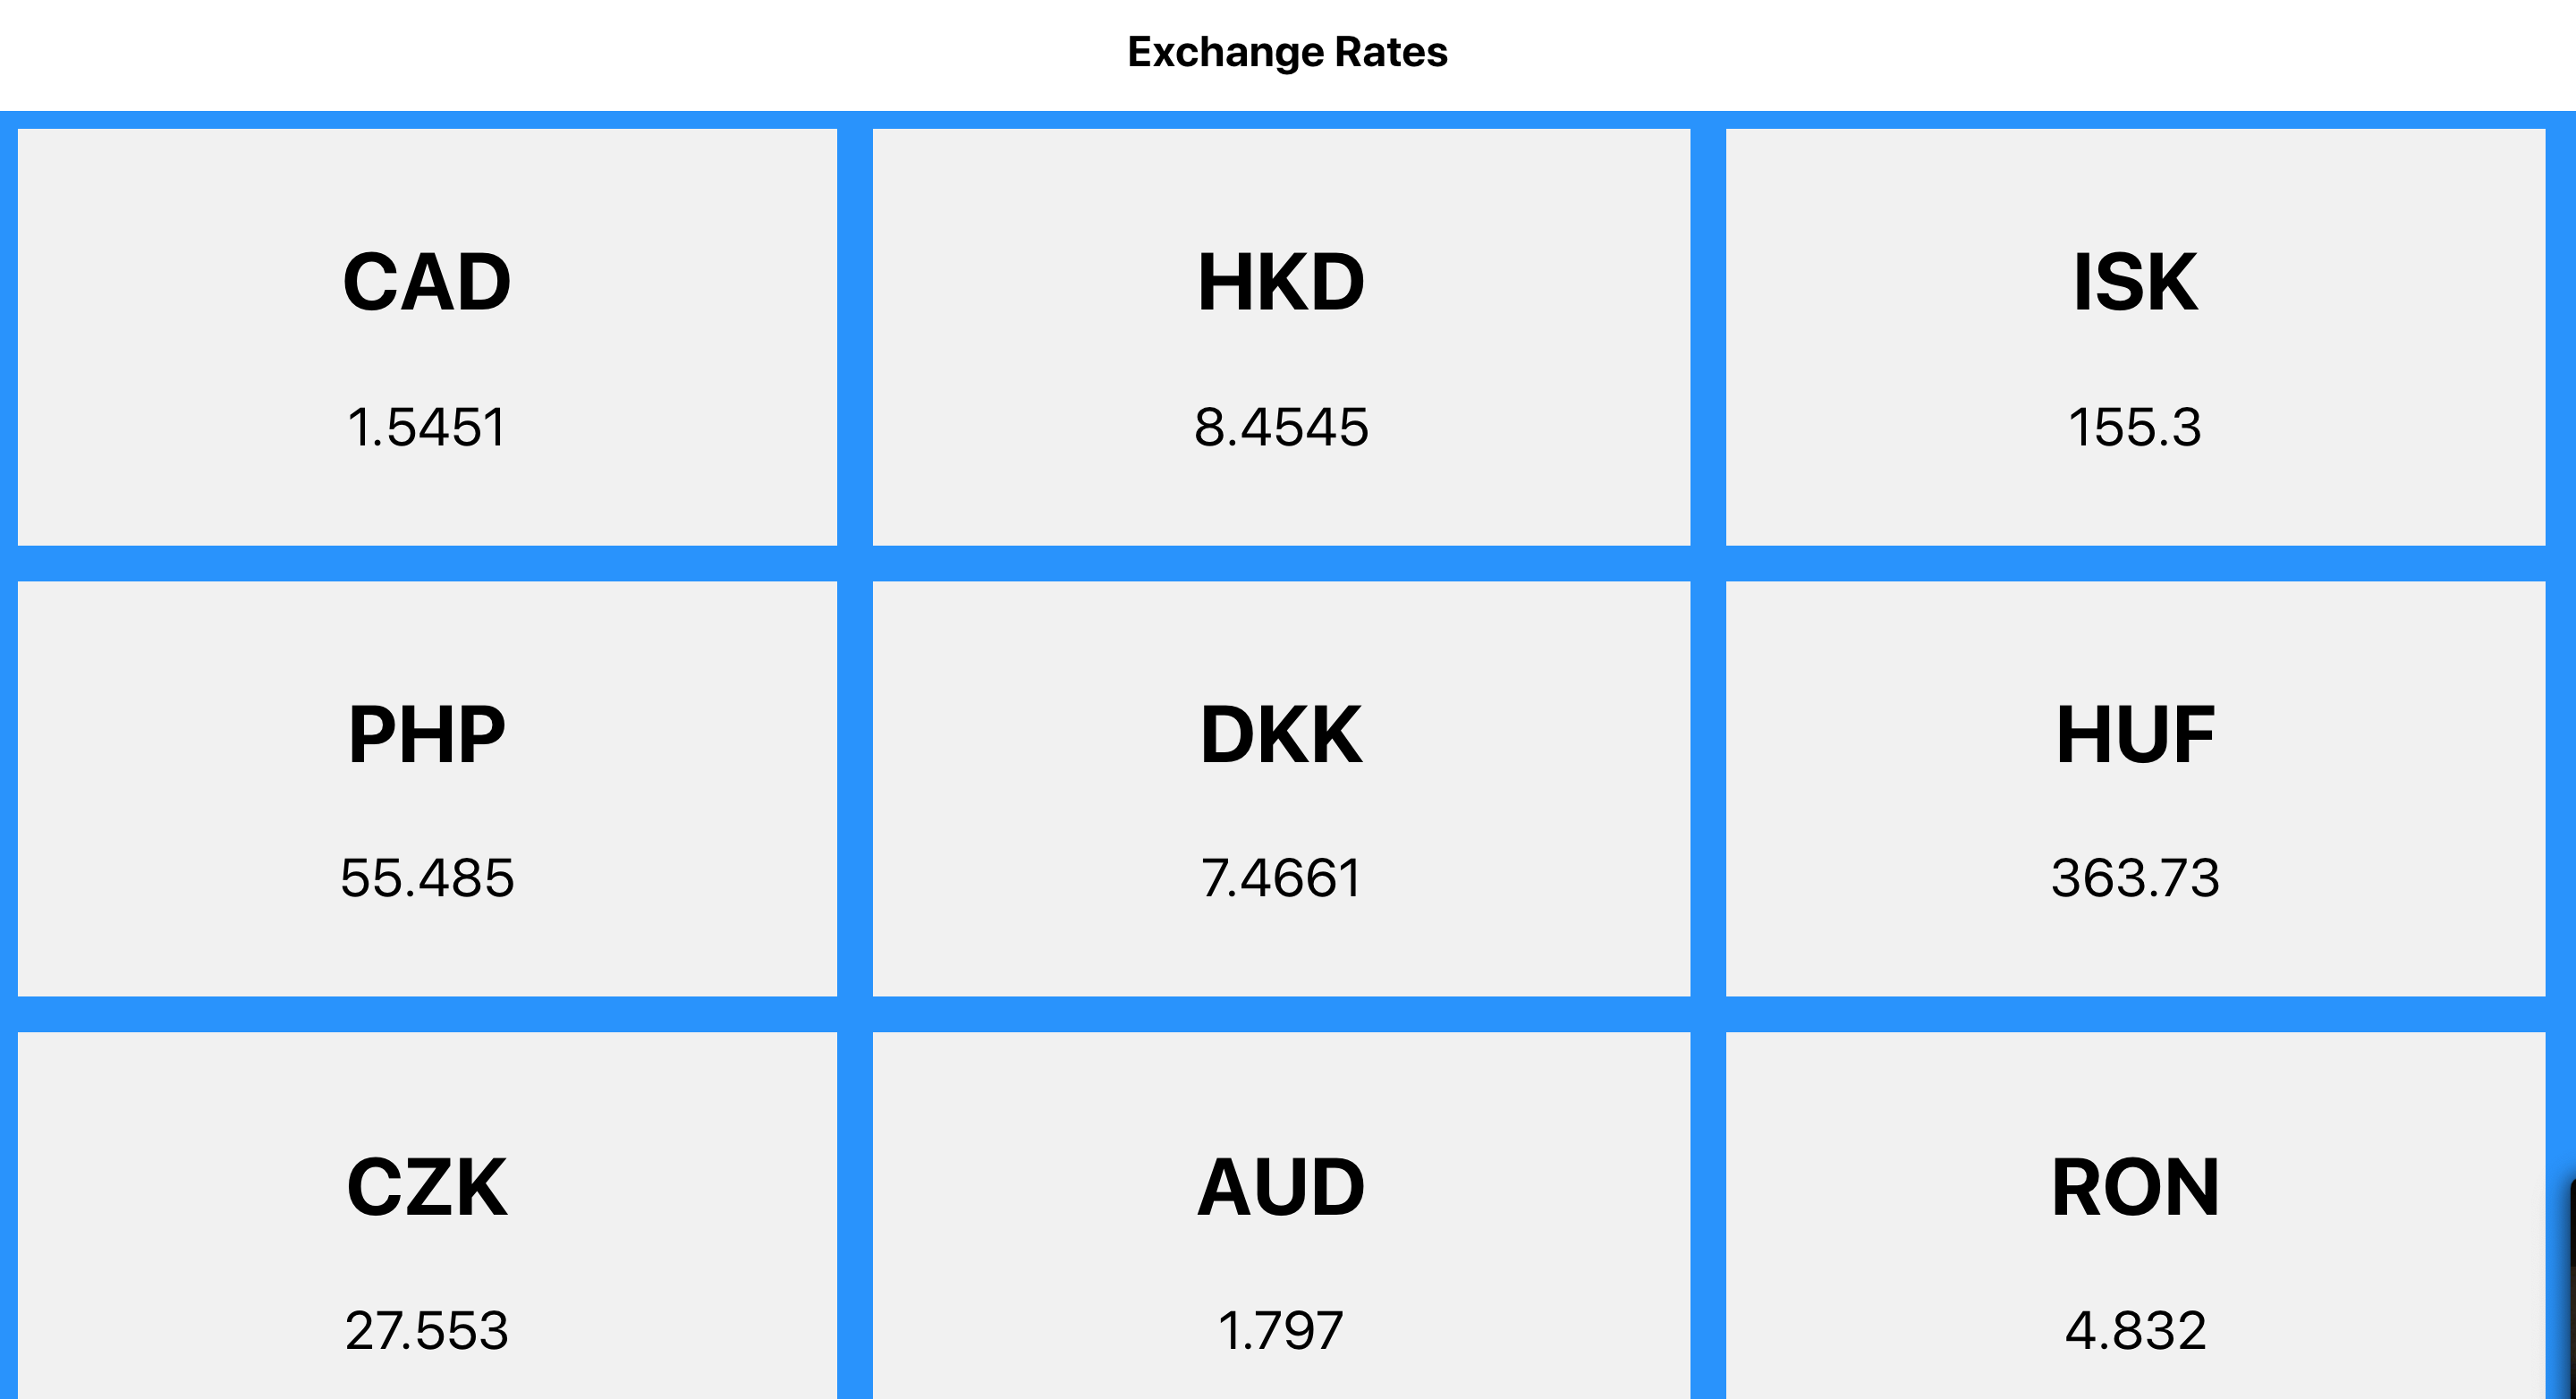 Exchange Rates
CAD
HKD
ISK
1.5451
8.4545
155.3
PHP
DKK
HUF
55.485
7.4661
363.73
CZK
AUD
RON
27.553
1.797
4.832